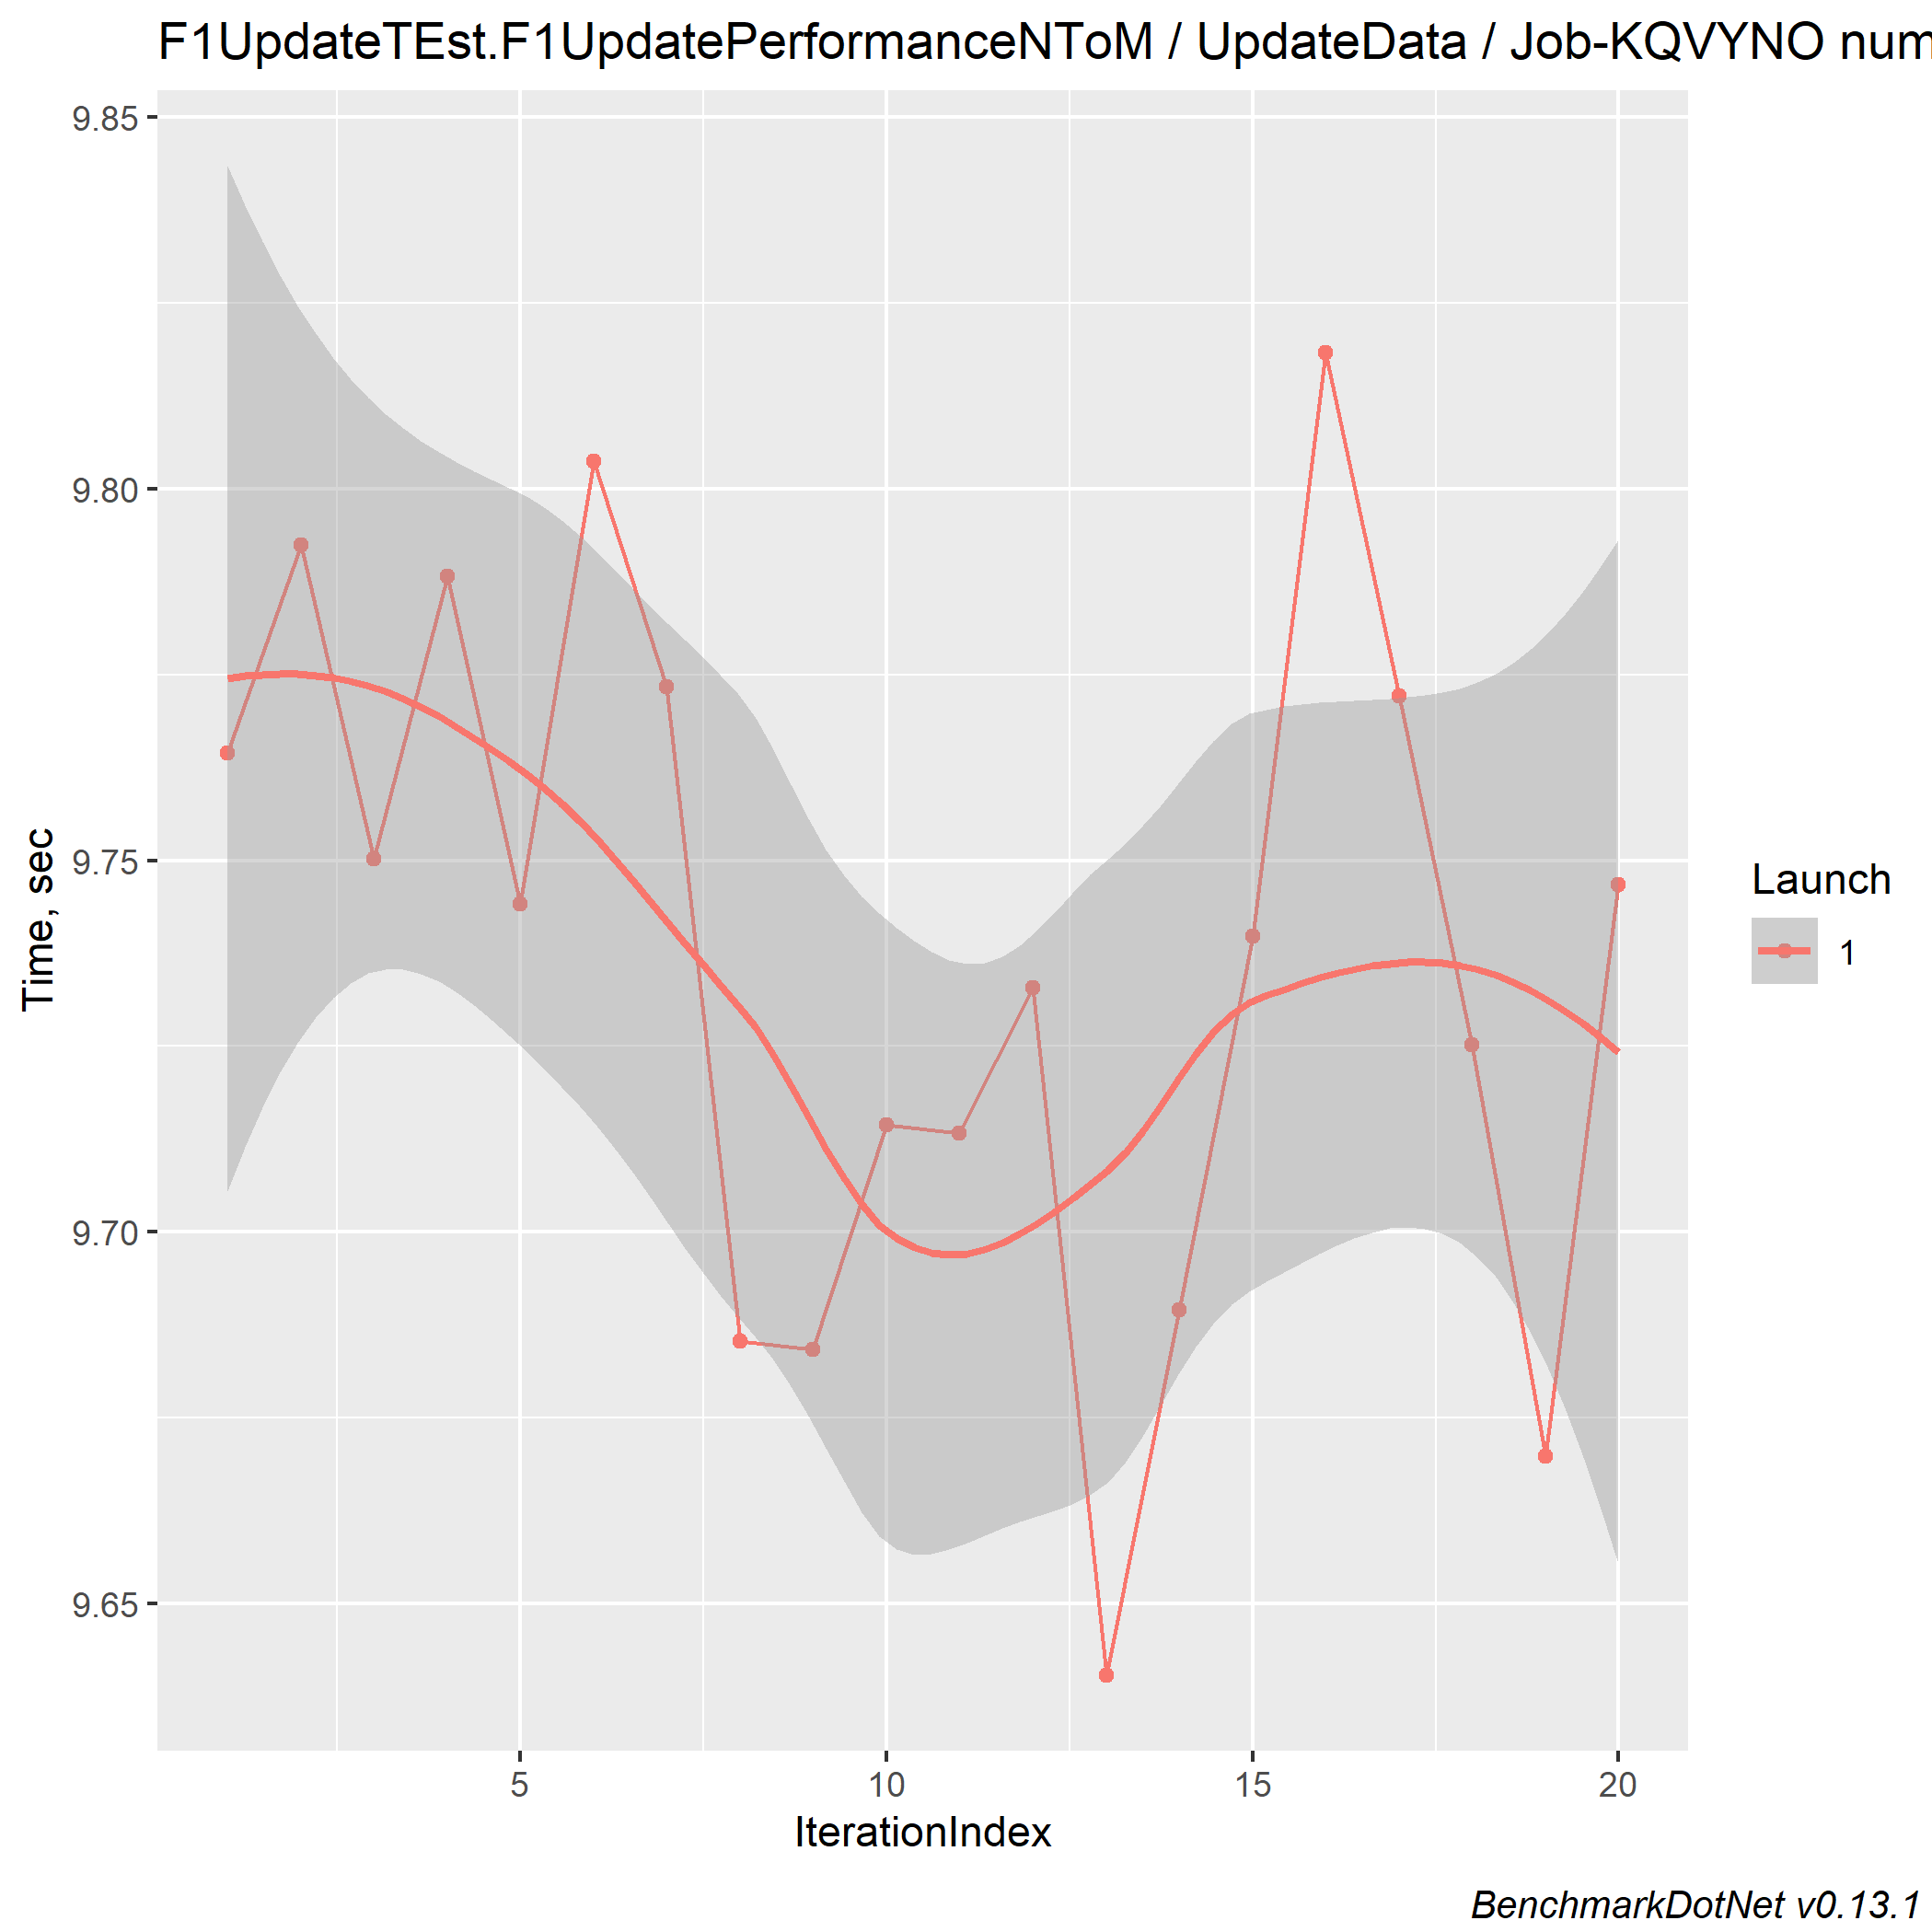 F1UpdateTEst.F1UpdatePerformanceNToM / UpdateData / Job-KQVYNO num
9.85
9.80
9.75
9.70
9.65
Time, sec
5 10 15 20
IterationIndex
Launch
1
BenchmarkDotNet v0.13.1